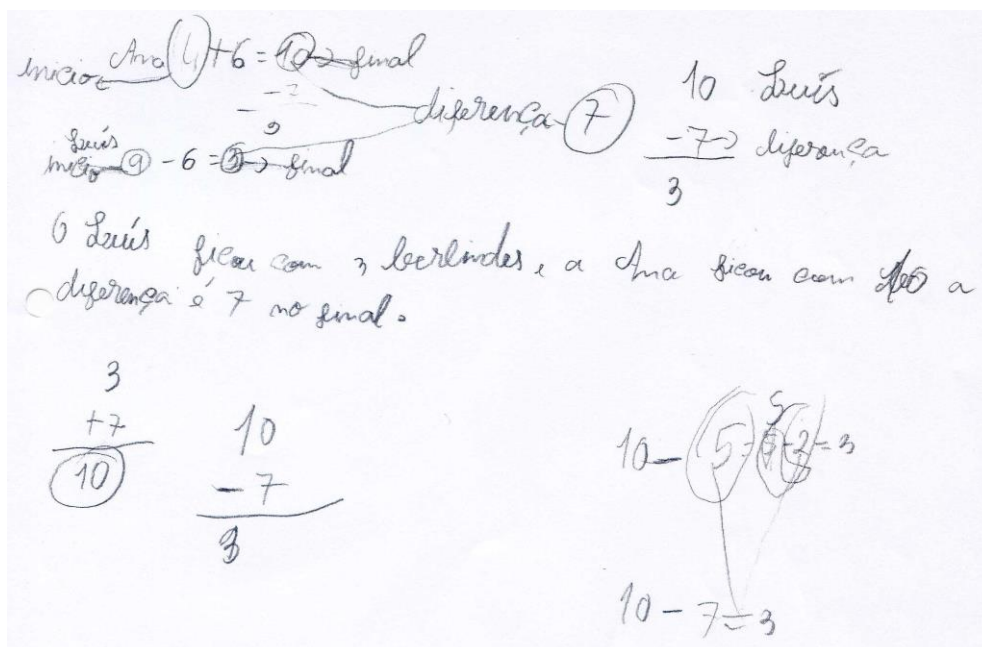 Ana 4 + 6 = 10 → final
inicio
diferença 7
Luís
inicio 9 - 6 = 3 → final
10 Luís
- 7 → diferença
3
O Luís ficou com 3 berlindes, a Ana ficou com 10 a
diferença é 7 no final.
3
+ 7
10
10
- 7
3
10 - 5 = 5 - 2 = 3
10 - 7 = 3